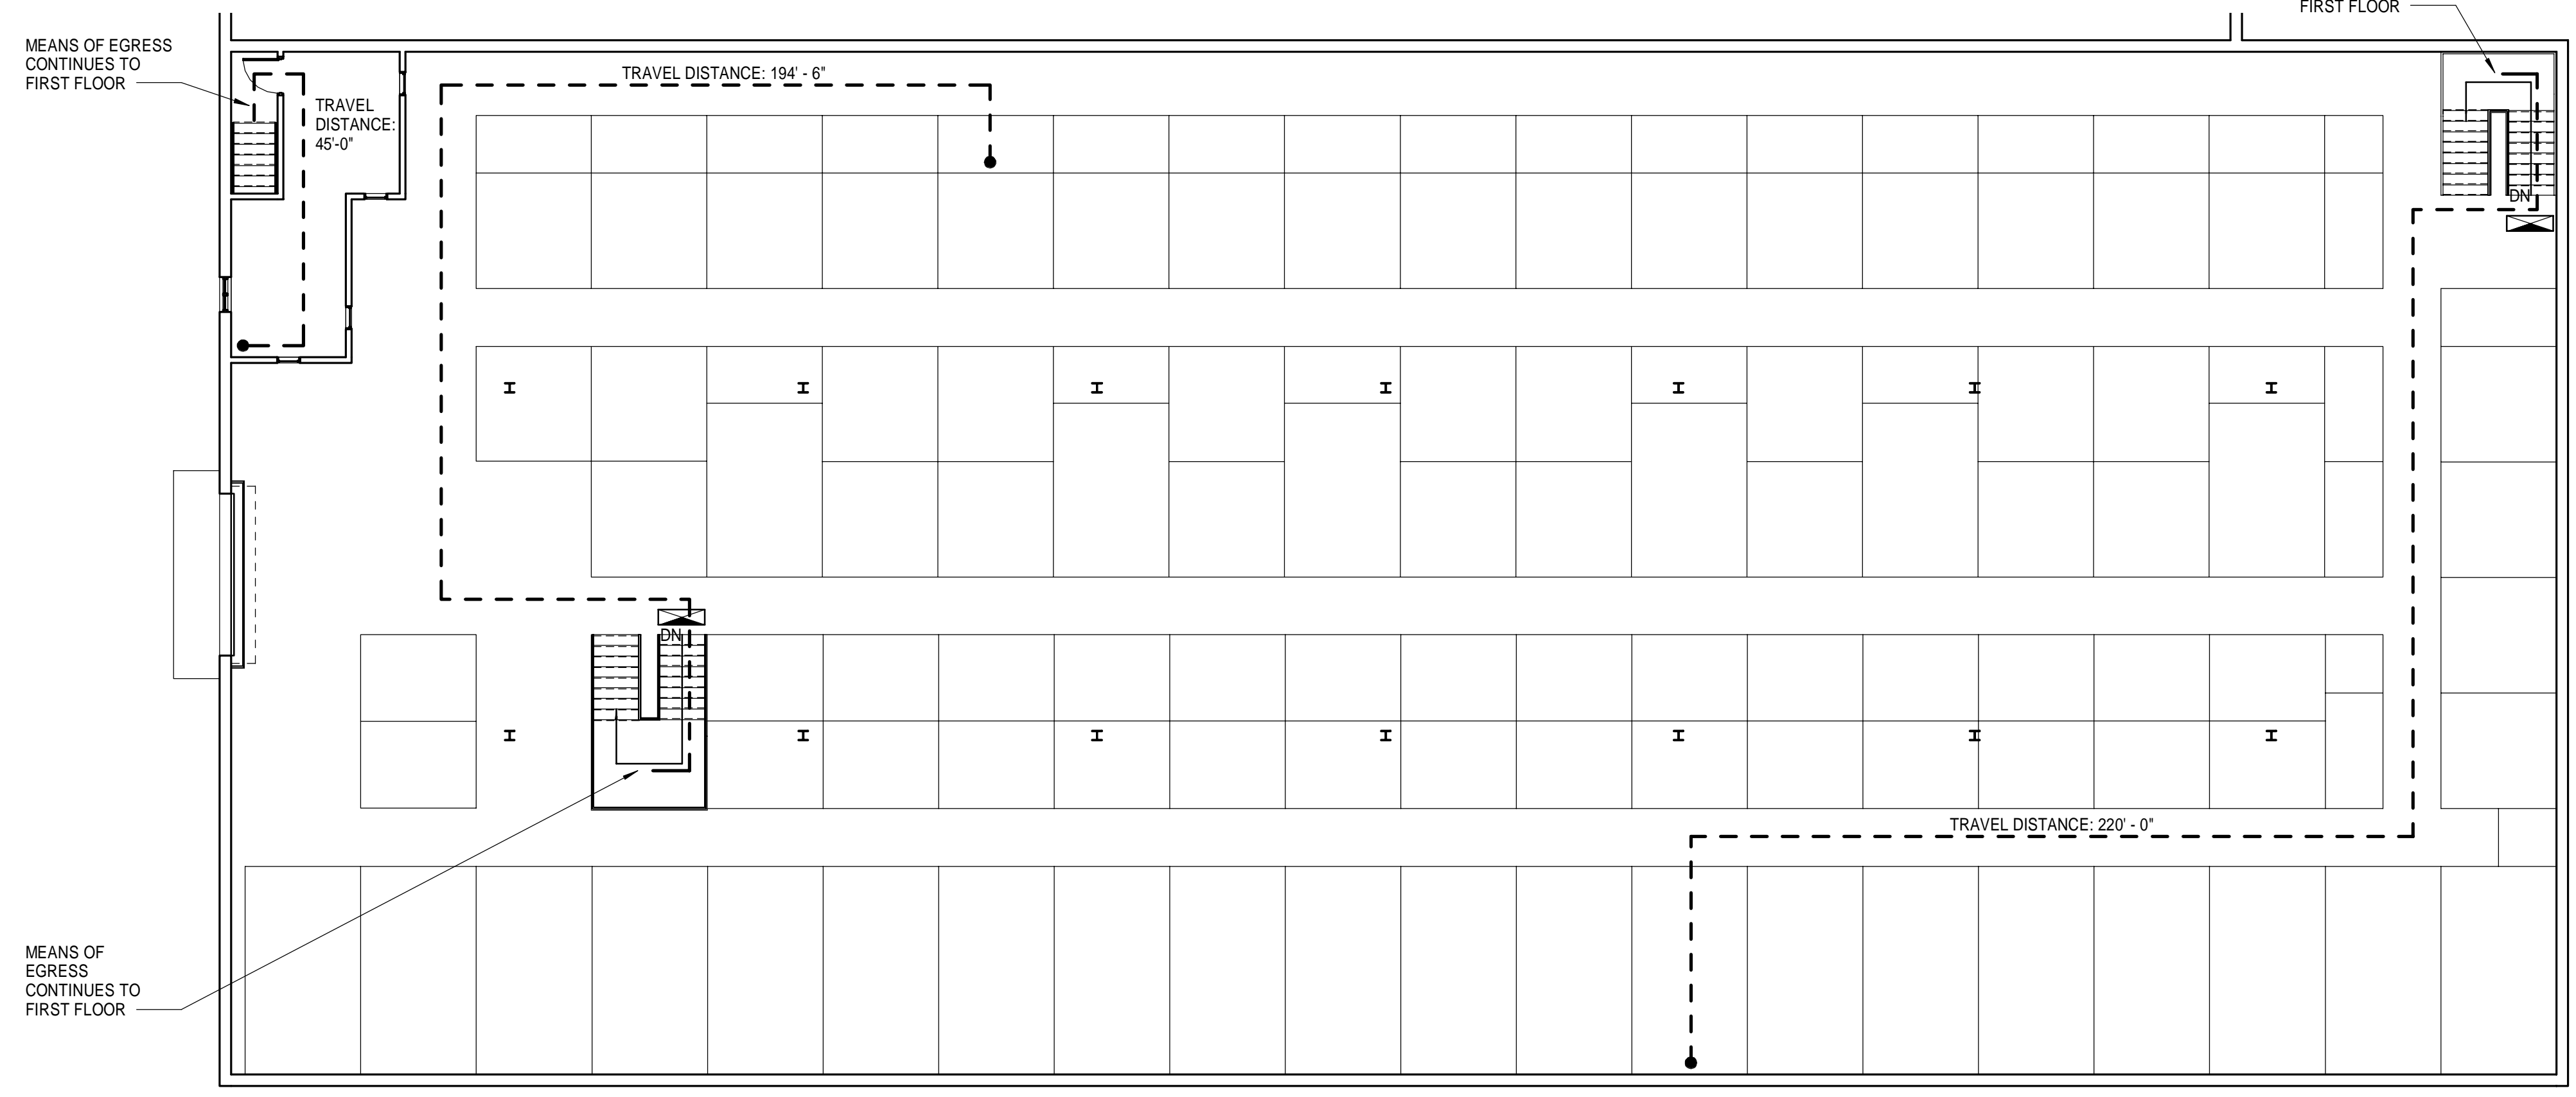 FIRST FLOOR
MEANS OF EGRESS
CONTINUES TO
FIRST FLOOR
TRAVEL DISTANCE: 194' - 6"
TRAVEL
DISTANCE:
45'-0"
DN
DN
TRAVEL DISTANCE: 220' - 0"
MEANS OF
EGRESS
CONTINUES TO
FIRST FLOOR